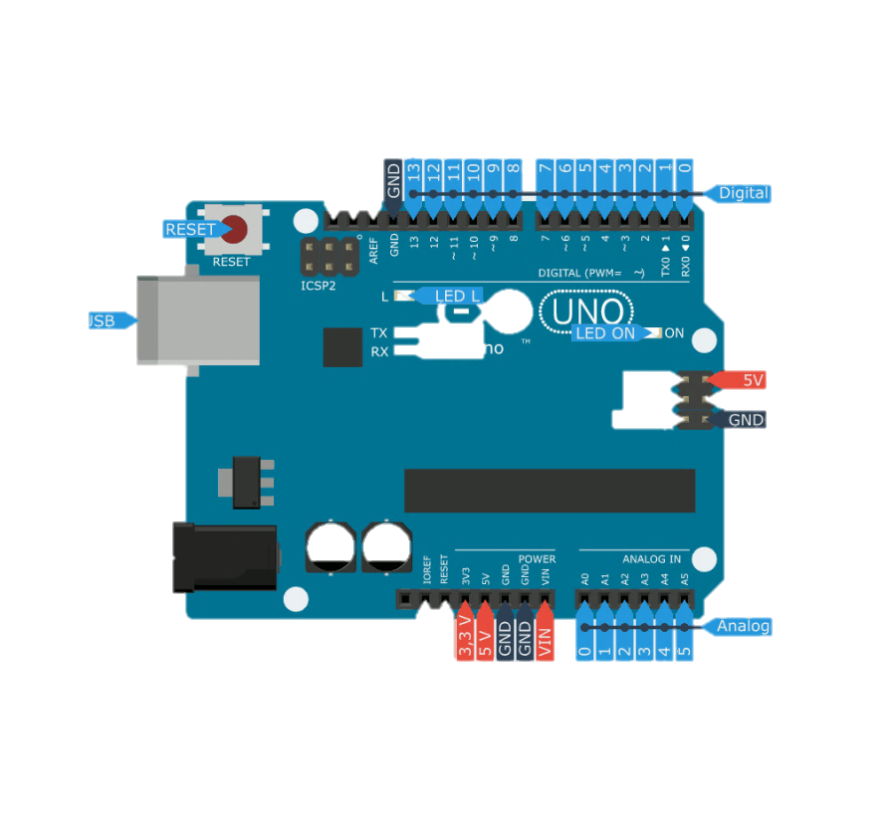 GND 13 12 11 10 9 8 7 6 5 4 3 2 1 0
Digital
RESET
RESET
AREF GND 13 12 ~11 ~10 ~9 8 7 ~6 ~5 4 ~3 2 TX0 ▶ 1 RX0 ◀ 0
DIGITAL (PWM= ~)
ICSP2
L
LED L
UNO
USB
TX
LED ON
ON
RX
no
TM
5V
GND
POWER
ANALOG IN
IOREF RESET 3V3 5V GND GND VIN A0 A1 A2 A3 A4 A5
3,3 V 5 V GND GND VIN 0 1 2 3 4 5
Analog